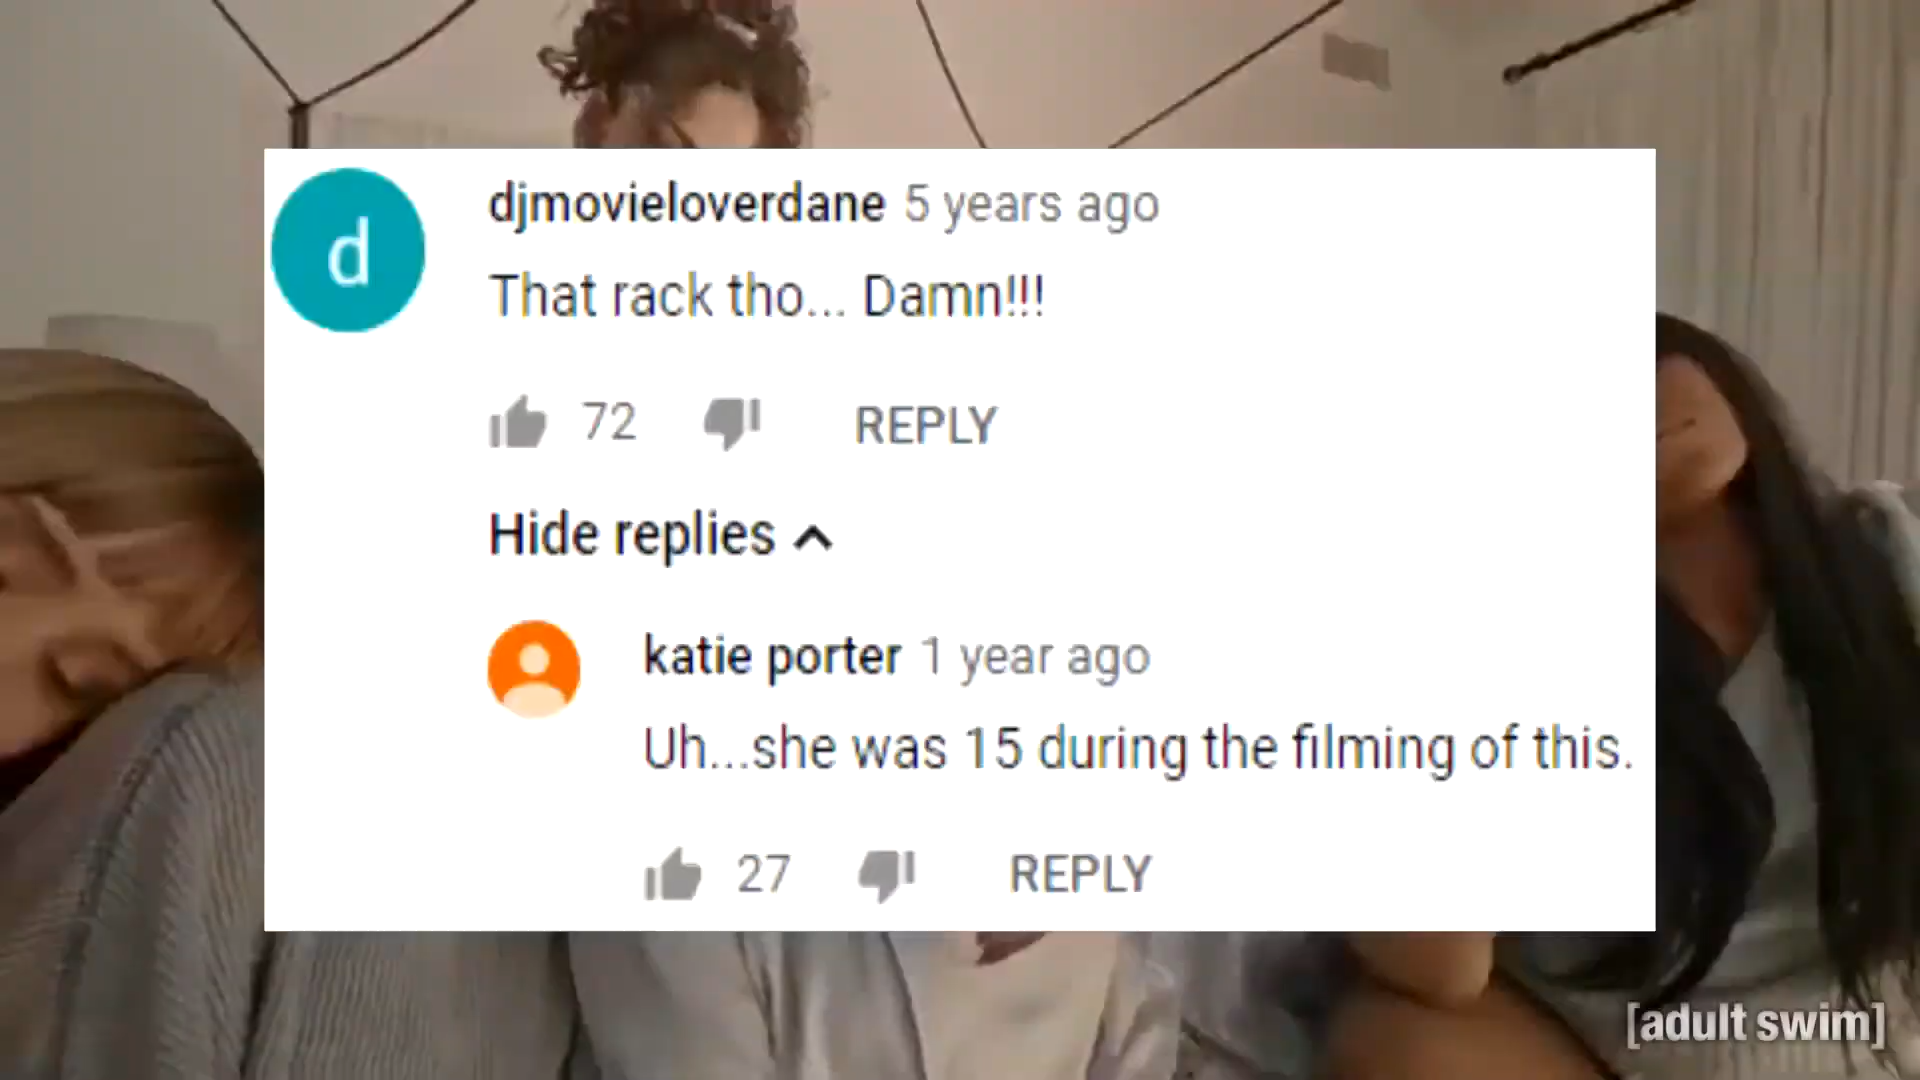 d
djmovieloverdane 5 years ago
That rack tho... Damn!!!
72 REPLY
Hide replies
katie porter 1 year ago
Uh...she was 15 during the filming of this.
27 REPLY
[adult swim]